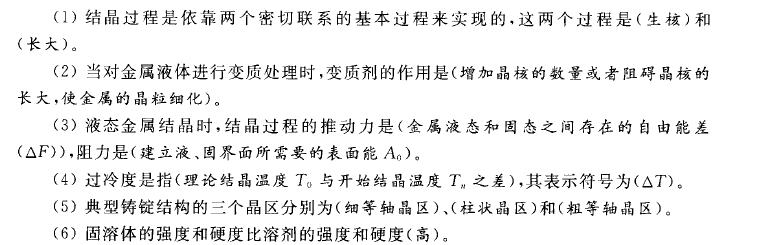 (1) 结晶过程是依靠两个密切联系的基本过程来实现的,这两个过程是(生核)和
(长大)。
(2) 当对金属液体进行变质处理时,变质剂的作用是(增加晶核的数量或者阻碍晶核的
长大,使金属的晶粒细化)。
(3) 液态金属结晶时,结晶过程的推动力是(金属液态和固态之间存在的自由能差
(△F)),阻力是(建立液、固界面所需要的表面能 A₀)。
(4) 过冷度是指(理论结晶温度 T₀ 与开始结晶温度 Tₙ 之差),其表示符号为(△T)。
(5) 典型铸锭结构的三个晶区分别为(细等轴晶区)、(柱状晶区)和(粗等轴晶区)。
(6) 固溶体的强度和硬度比溶剂的强度和硬度(高)。